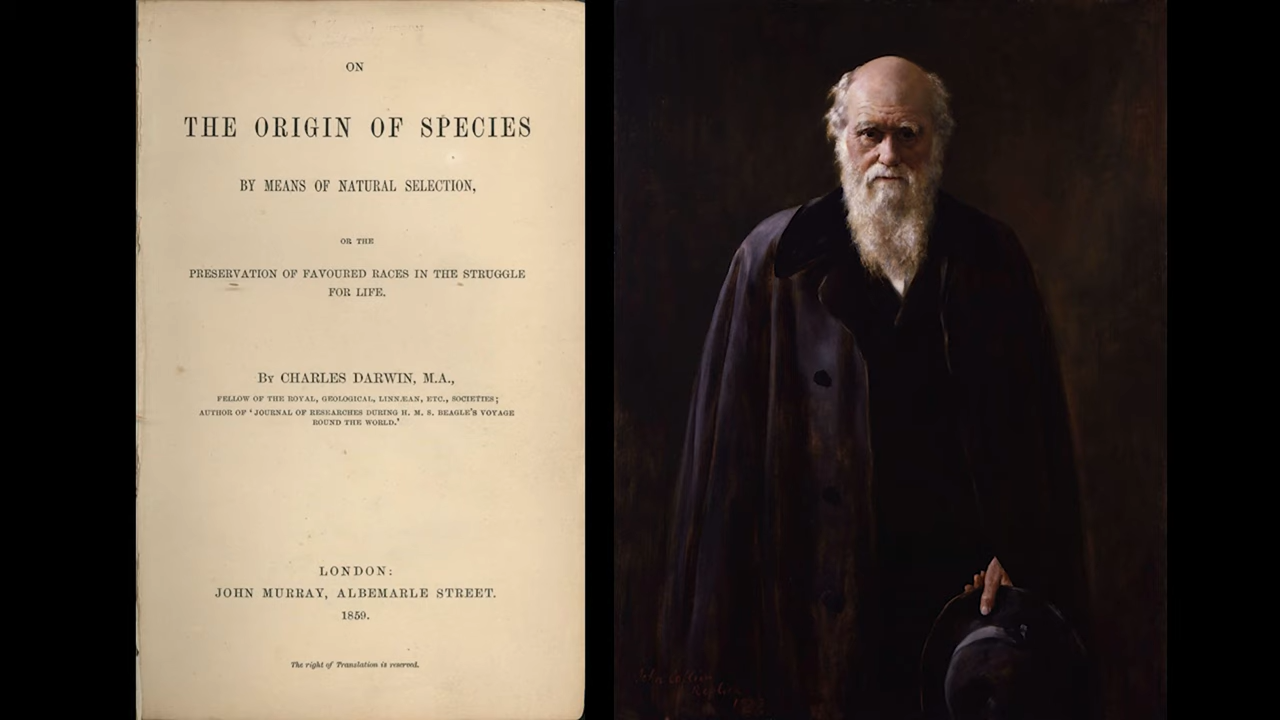 ON
THE ORIGIN OF SPECIES
BY MEANS OF NATURAL SELECTION,
OR THE
PRESERVATION OF FAVOURED RACES IN THE STRUGGLE
FOR LIFE.
By CHARLES DARWIN, M.A.,
FELLOW OF THE ROYAL, GEOLOGICAL, LINNÆAN, ETC., SOCIETIES;
AUTHOR OF ‘JOURNAL OF RESEARCHES DURING H. M. S. BEAGLE’S VOYAGE
ROUND THE WORLD.’
LONDON:
JOHN MURRAY, ALBEMARLE STREET.
1859.
The right of Translation is reserved.
John Collier